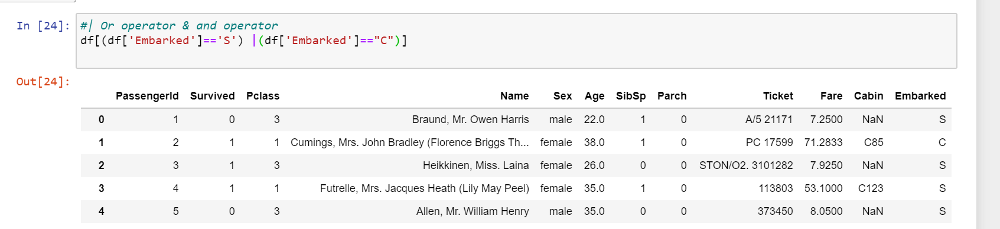 In [24]: #| Or operator & and operator
df[(df['Embarked']=='S') |(df['Embarked']=="C")]
Out[24]:
PassengerId Survived Pclass Name Sex Age SibSp Parch Ticket Fare Cabin Embarked
0 1 0 3 Braund, Mr. Owen Harris male 22.0 1 0 A/5 21171 7.2500 NaN S
1 2 1 1 Cumings, Mrs. John Bradley (Florence Briggs Th... female 38.0 1 0 PC 17599 71.2833 C85 C
2 3 1 3 Heikkinen, Miss. Laina female 26.0 0 0 STON/O2. 3101282 7.9250 NaN S
3 4 1 1 Futrelle, Mrs. Jacques Heath (Lily May Peel) female 35.0 1 0 113803 53.1000 C123 S
4 5 0 3 Allen, Mr. William Henry male 35.0 0 0 373450 8.0500 NaN S